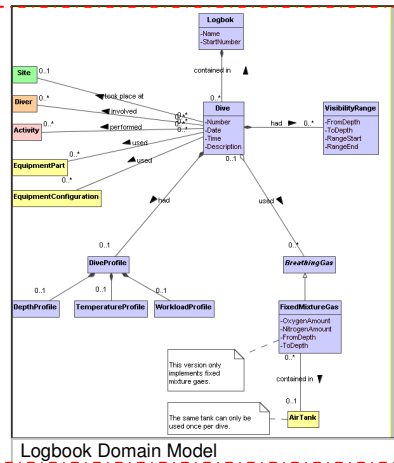 Logbok
-Name
-StartNumber
contained in
0..*
Site
0..1
took place at
Diver
0..*
involved
0..*
Activity
0..*
performed
0..*
0..*
used
EquipmentPart
0..*
used
0..*
EquipmentConfiguration
Dive
-Number
-Date
-Time
-Description
had
0..*
VisibilityRange
-FromDepth
-ToDepth
-RangeStart
-RangeEnd
0..1
had
used
0..1
0..*
DiveProfile
BreathingGas
0..1
0..1
0..1
DepthProfile
TemperatureProfile
WorkloadProfile
FixedMixtureGas
-OxygenAmount
-NitrogenAmount
-FromDepth
-ToDepth
0..*
This version only
implements fixed
mixture gaes.
contained in
0..1
The same tank can only be
used once per dive.
AirTank
Logbook Domain Model